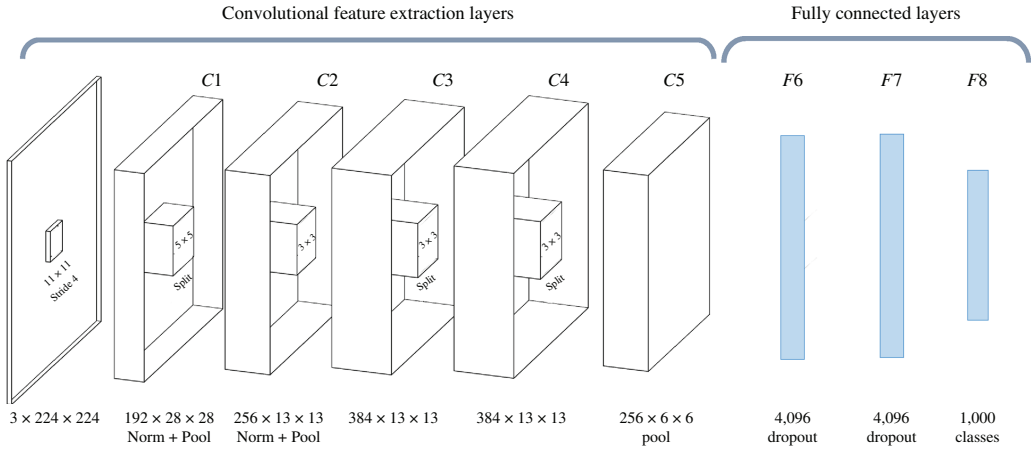 Convolutional feature extraction layers
Fully connected layers
C1
C2
C3
C4
C5
F6
F7
F8
11 × 11
Stride 4
5 × 5
Split
3 × 3
3 × 3
Split
3 × 3
Split
3 × 224 × 224
192 × 28 × 28
Norm + Pool
256 × 13 × 13
Norm + Pool
384 × 13 × 13
384 × 13 × 13
256 × 6 × 6
pool
4,096
dropout
4,096
dropout
1,000
classes